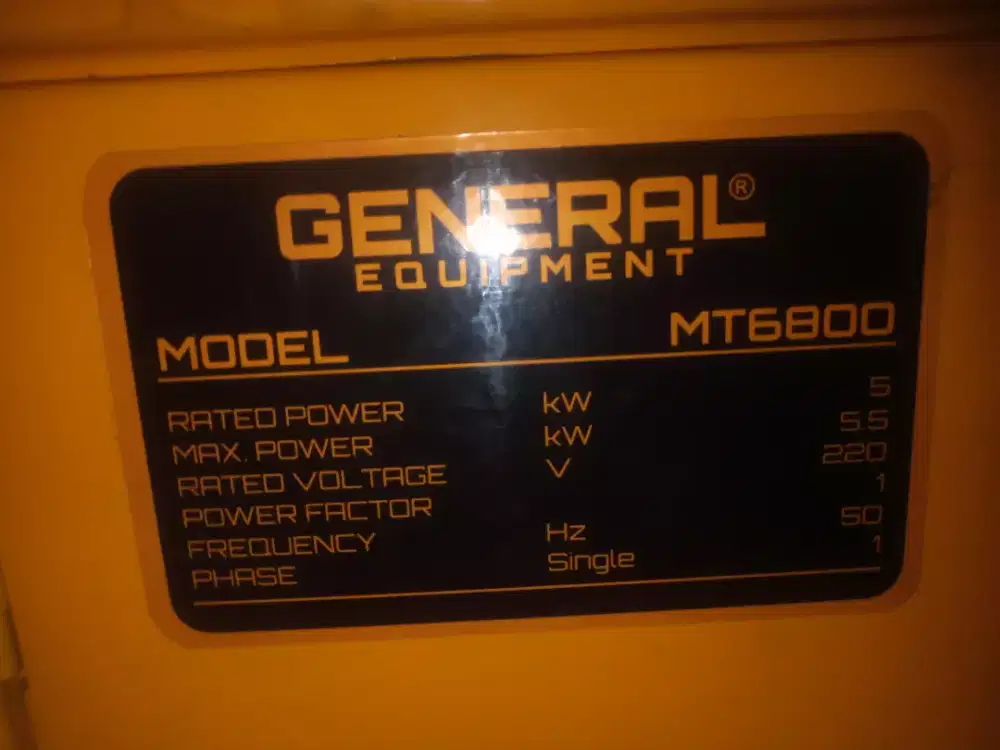 GENERAL®
EQUIPMENT
MODEL MT6800
RATED POWER kW 5
MAX. POWER kW 5.5
RATED VOLTAGE V 220
POWER FACTOR 1
FREQUENCY Hz 50
PHASE Single 1